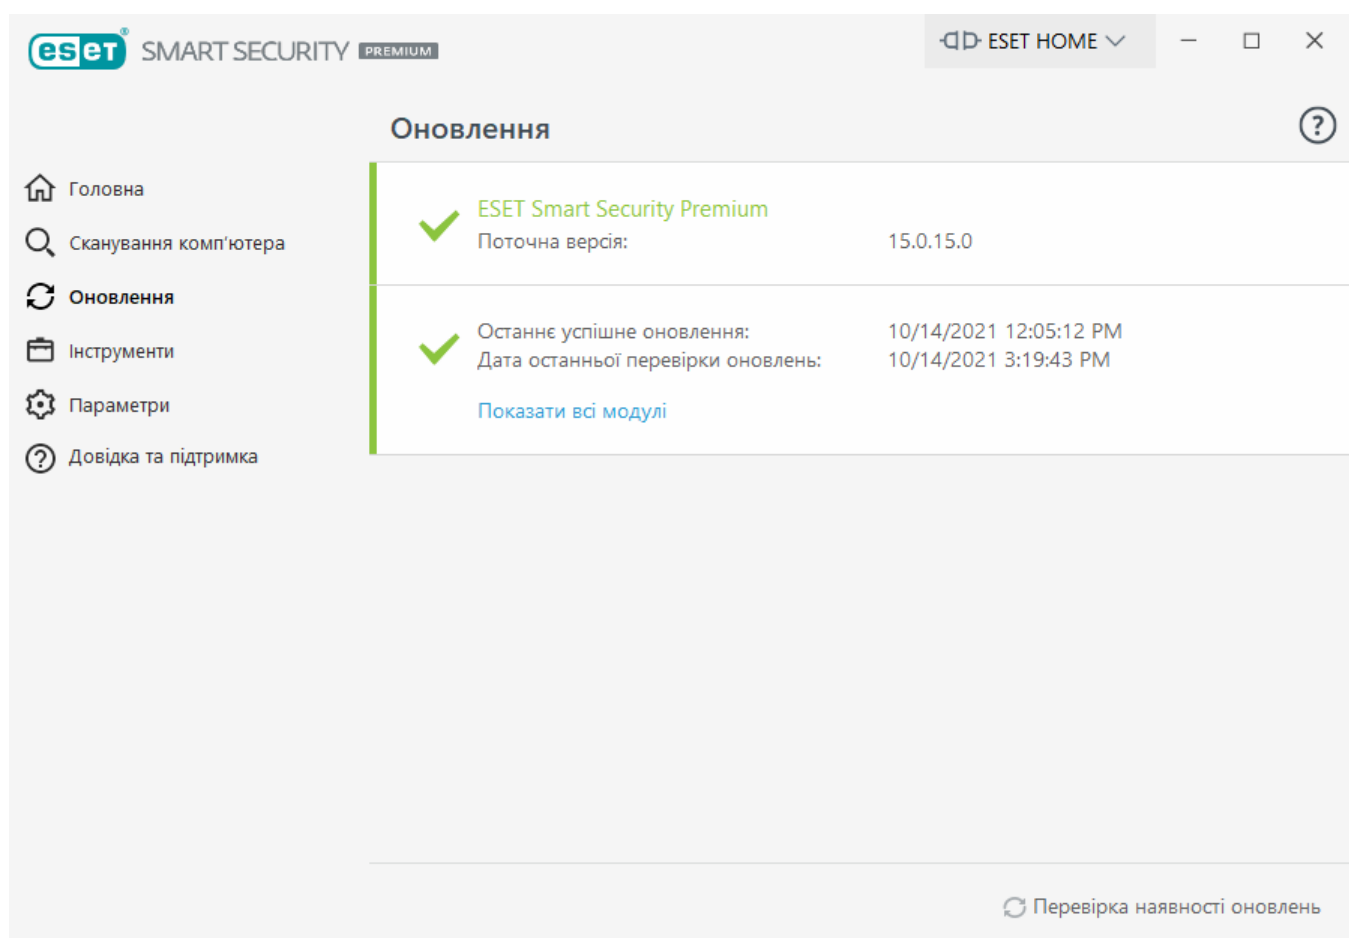 eset® SMART SECURITY PREMIUM
ESET HOME
Оновлення
Головна
Сканування комп'ютера
Оновлення
Інструменти
Параметри
Довідка та підтримка
ESET Smart Security Premium
Поточна версія: 15.0.15.0
Останнє успішне оновлення: 10/14/2021 12:05:12 PM
Дата останньої перевірки оновлень: 10/14/2021 3:19:43 PM
Показати всі модулі
Перевірка наявності оновлень